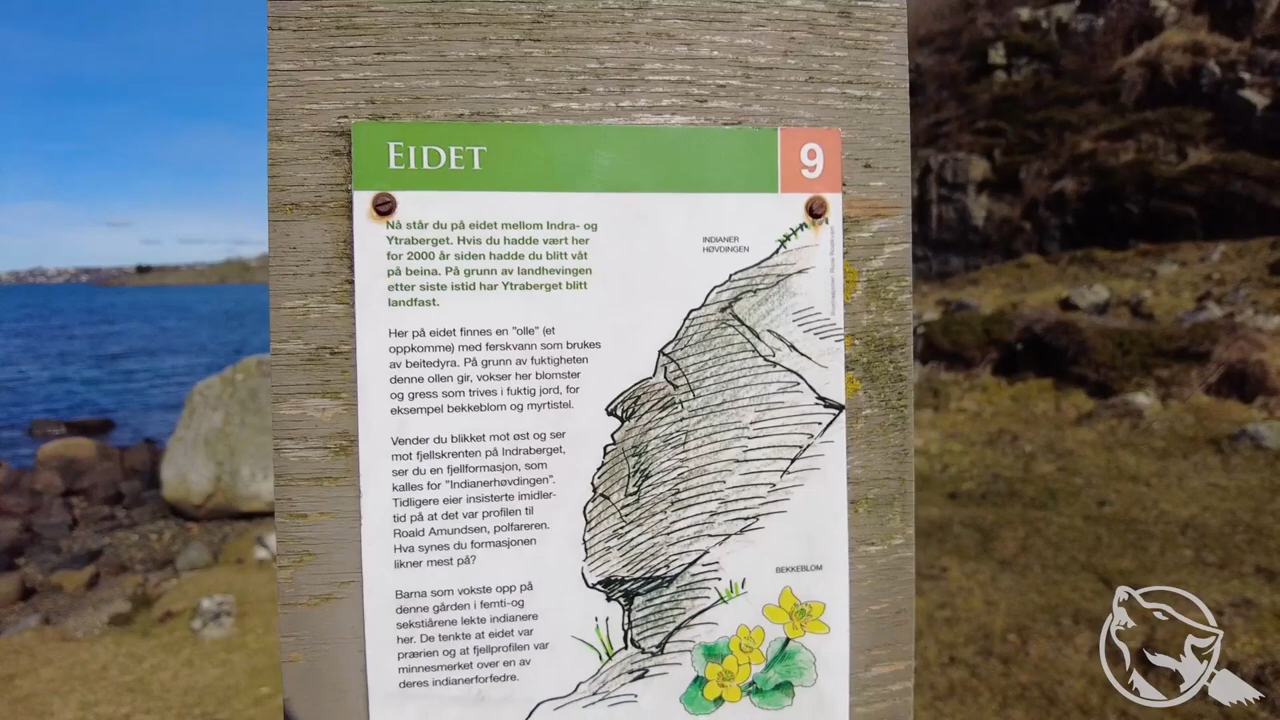 EIDET
9
Nå står du på eidet mellom Indra- og
Ytraberget. Hvis du hadde vært her
for 2000 år siden hadde du blitt våt
på beina. På grunn av landhevingen
etter siste istid har Ytraberget blitt
landfast.
INDIANER
HØVDINGEN
Her på eidet finnes en "olle" (et
oppkomme) med ferskvann som brukes
av beitedyra. På grunn av fuktigheten
denne ollen gir, vokser her blomster
og gress som trives i fuktig jord, for
eksempel bekkeblom og myrtistel.
Vender du blikket mot øst og ser
mot fjellskrenten på Indraberget,
ser du en fjellformasjon, som
kalles for "Indianerhøvdingen".
Tidligere eier insisterte imidler-
tid på at det var profilen til
Roald Amundsen, polfareren.
Hva synes du formasjonen
likner mest på?
BEKKEBLOM
Barna som vokste opp på
denne gården i femti-og
sekstiårene lekte indianere
her. De tenkte at eidet var
prærien og at fjellprofilen var
minnesmerket over en av
deres indianerforfedre.